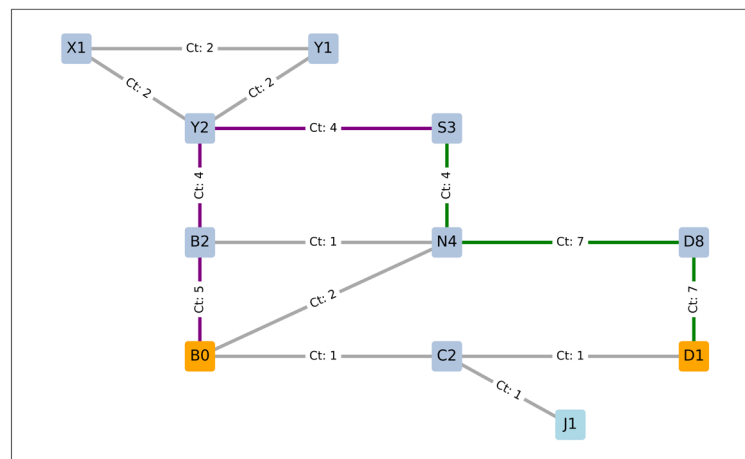 X1
Ct: 2
Y1
Ct: 2
Ct: 2
Y2
Ct: 4
S3
Ct: 4
Ct: 4
B2
Ct: 1
N4
Ct: 7
D8
Ct: 5
Ct: 2
Ct: 7
B0
Ct: 1
C2
Ct: 1
D1
Ct: 1
J1